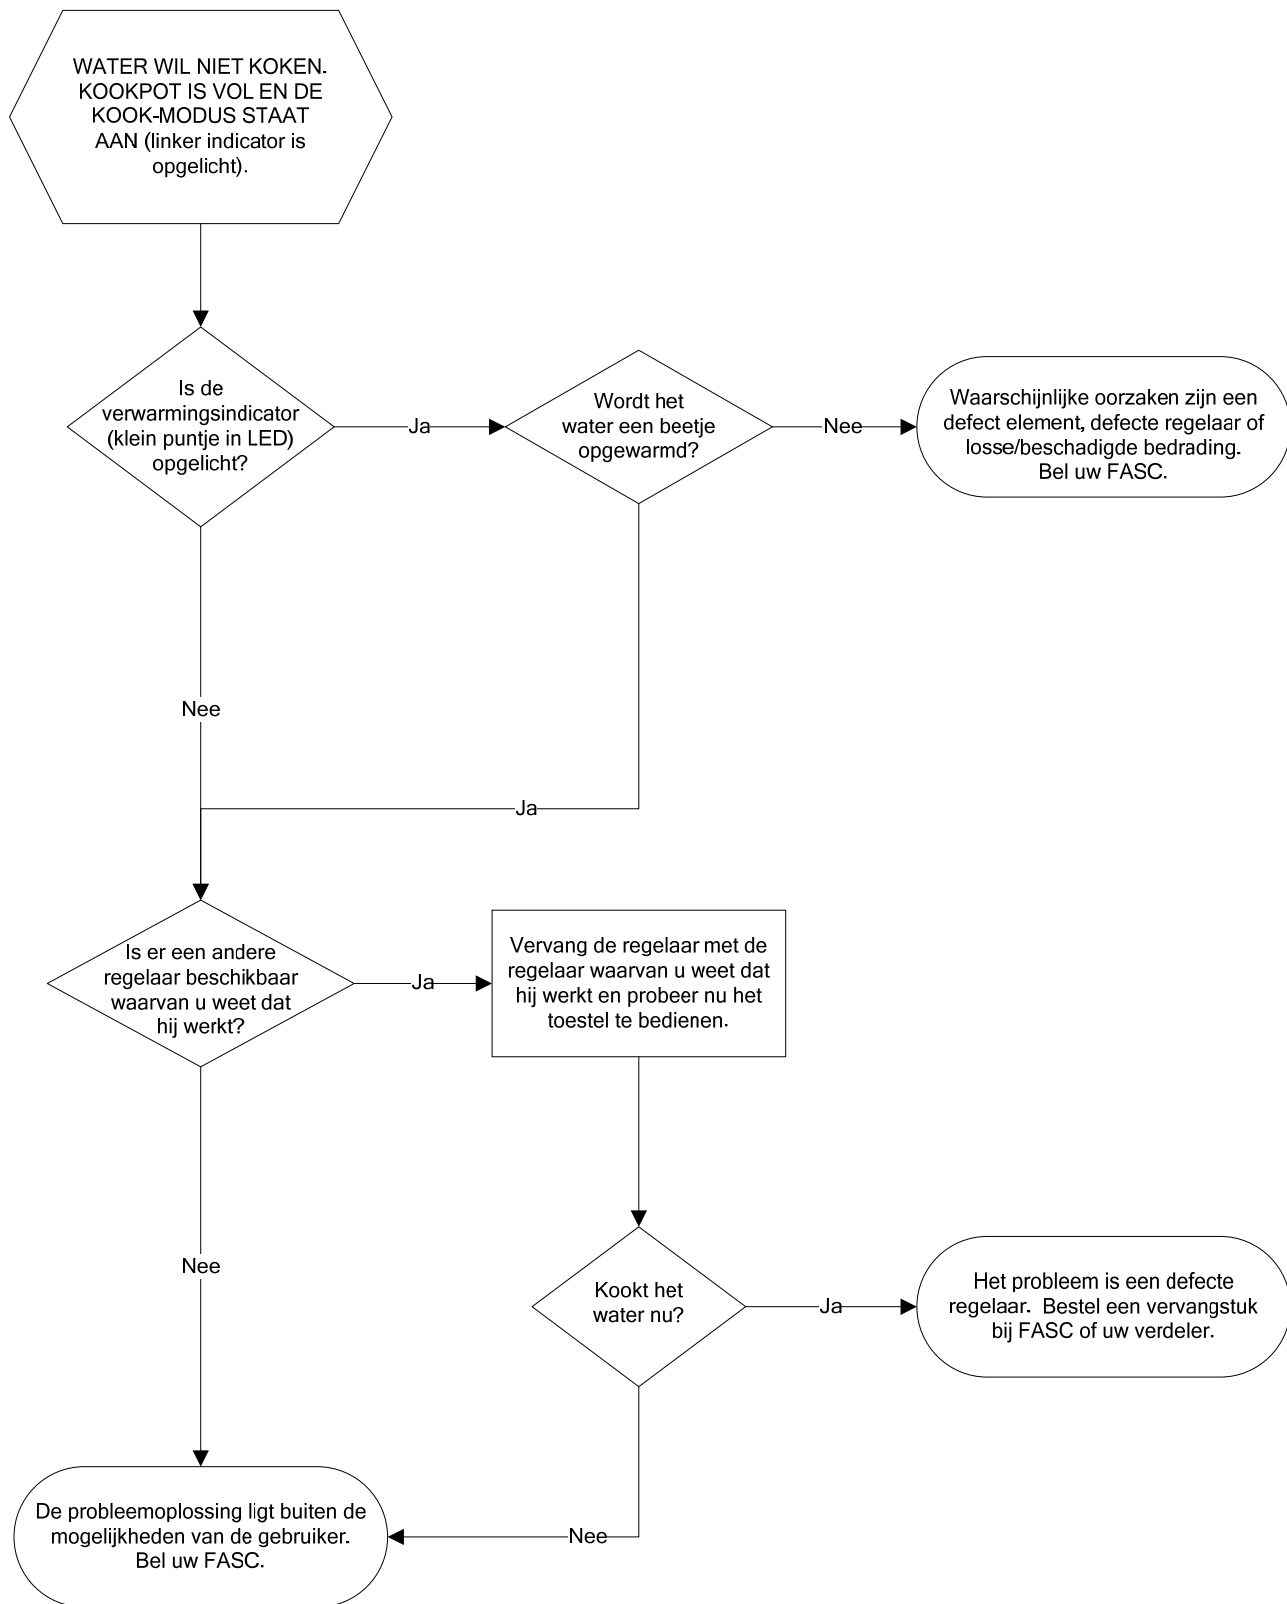 WATER WIL NIET KOKEN.
KOOKPOT IS VOL EN DE
KOOK-MODUS STAAT
AAN (linker indicator is
opgelicht).
Is de
verwarmingsindicator
(klein puntje in LED)
opgelicht?
Ja
Wordt het
water een beetje
opgewarmd?
Nee
Waarschijnlijke oorzaken zijn een
defect element, defecte regelaar of
losse/beschadigde bedrading.
Bel uw FASC.
Nee
Ja
Is er een andere
regelaar beschikbaar
waarvan u weet dat
hij werkt?
Ja
Vervang de regelaar met de
regelaar waarvan u weet dat
hij werkt en probeer nu het
toestel te bedienen.
Nee
Kookt het
water nu?
Ja
Het probleem is een defecte
regelaar.  Bestel een vervangstuk
bij FASC of uw verdeler.
De probleemoplossing ligt buiten de
mogelijkheden van de gebruiker.
Bel uw FASC.
Nee